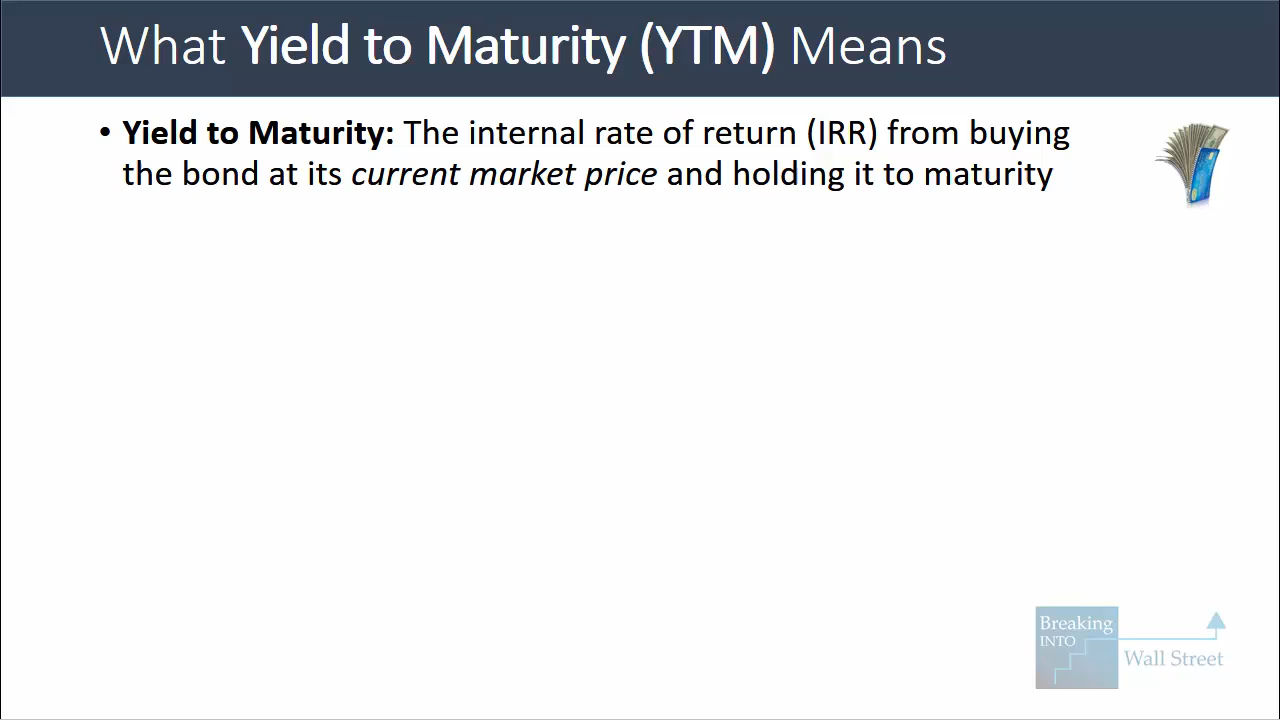 What Yield to Maturity (YTM) Means
• Yield to Maturity: The internal rate of return (IRR) from buying
the bond at its current market price and holding it to maturity
Breaking
INTO
Wall Street